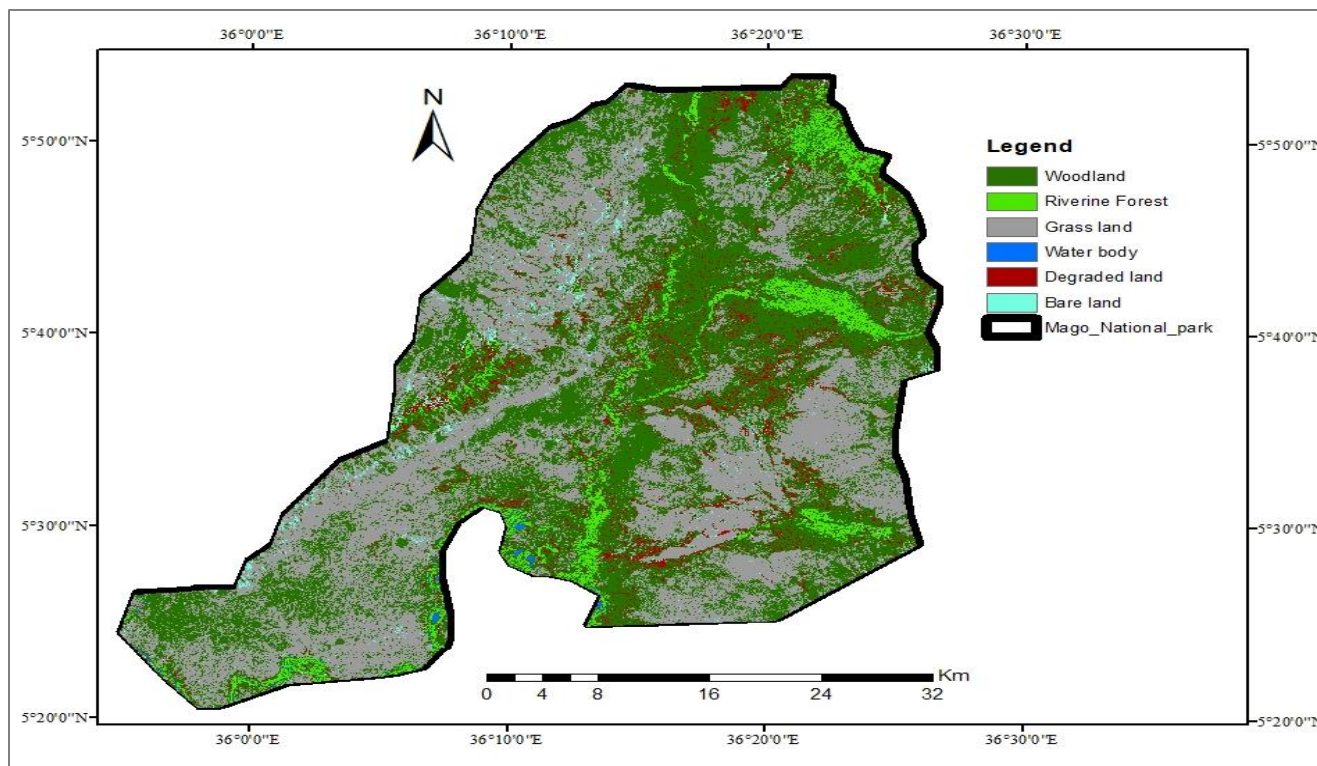 36°0'0"E 36°10'0"E 36°20'0"E 36°30'0"E
N
5°50'0"N 5°50'0"N
Legend
Woodland
Riverine Forest
Grass land
Water body
Degraded land
Bare land
Mago_National_park
5°40'0"N 5°40'0"N
5°30'0"N 5°30'0"N
Km
0 2 4 8 16 24 32
5°20'0"N 5°20'0"N
36°0'0"E 36°10'0"E 36°20'0"E 36°30'0"E